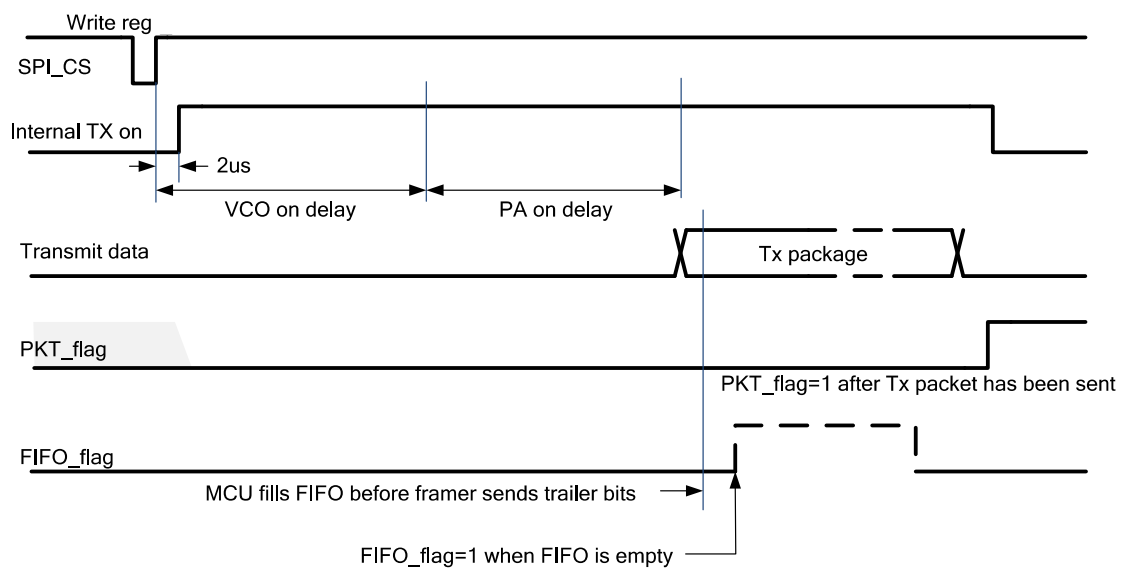 Write reg
SPI_CS
Internal TX on
2us
VCO on delay
PA on delay
Transmit data
Tx package
PKT_flag
PKT_flag=1 after Tx packet has been sent
FIFO_flag
MCU fills FIFO before framer sends trailer bits
FIFO_flag=1 when FIFO is empty